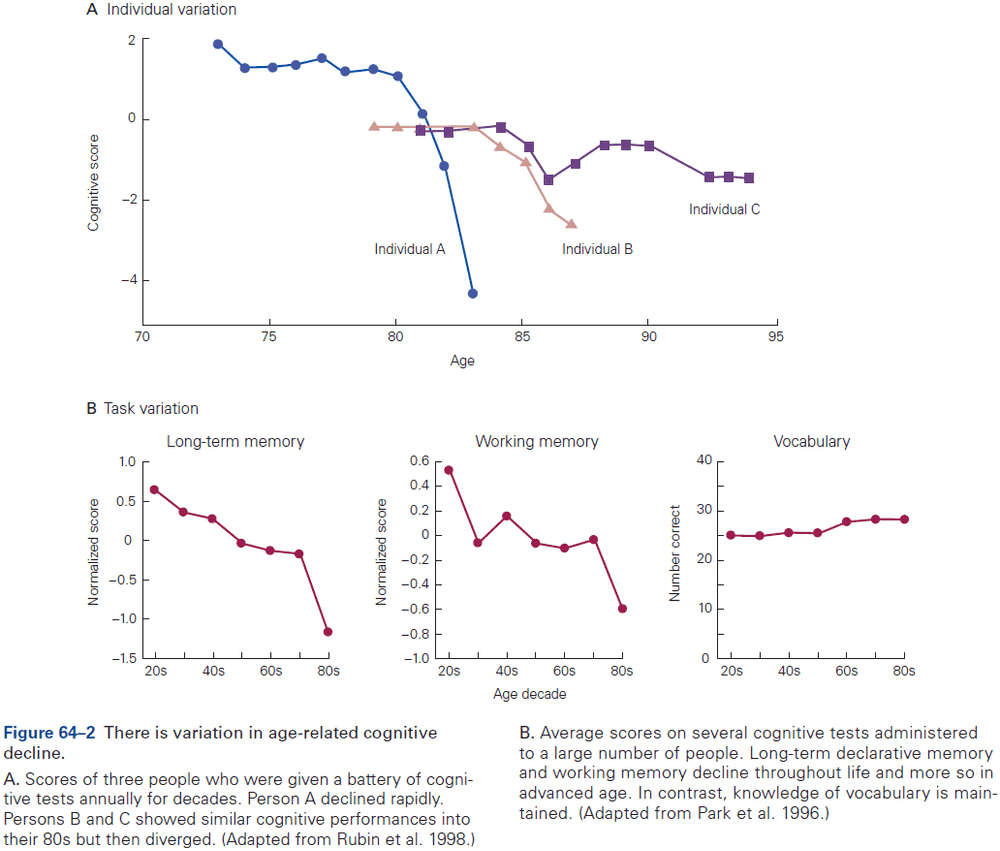 A Individual variation
2
0
−2
−4
Cognitive score
Individual A
Individual B
Individual C
70 75 80 85 90 95
Age
B Task variation
Long-term memory
1.0
0.5
0
−0.5
−1.0
−1.5
Normalized score
20s 40s 60s 80s
Working memory
0.6
0.4
0.2
0
−0.2
−0.4
−0.6
−0.8
−1.0
Normalized score
20s 40s 60s 80s
Age decade
Vocabulary
40
30
20
10
0
Number correct
20s 40s 60s 80s
Figure 64–2 There is variation in age-related cognitive
decline.
A. Scores of three people who were given a battery of cogni-
tive tests annually for decades. Person A declined rapidly.
Persons B and C showed similar cognitive performances into
their 80s but then diverged. (Adapted from Rubin et al. 1998.)
B. Average scores on several cognitive tests administered
to a large number of people. Long-term declarative memory
and working memory decline throughout life and more so in
advanced age. In contrast, knowledge of vocabulary is main-
tained. (Adapted from Park et al. 1996.)